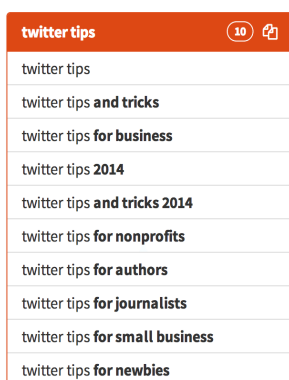 twitter tips 10
twitter tips
twitter tips and tricks
twitter tips for business
twitter tips 2014
twitter tips and tricks 2014
twitter tips for nonprofits
twitter tips for authors
twitter tips for journalists
twitter tips for small business
twitter tips for newbies